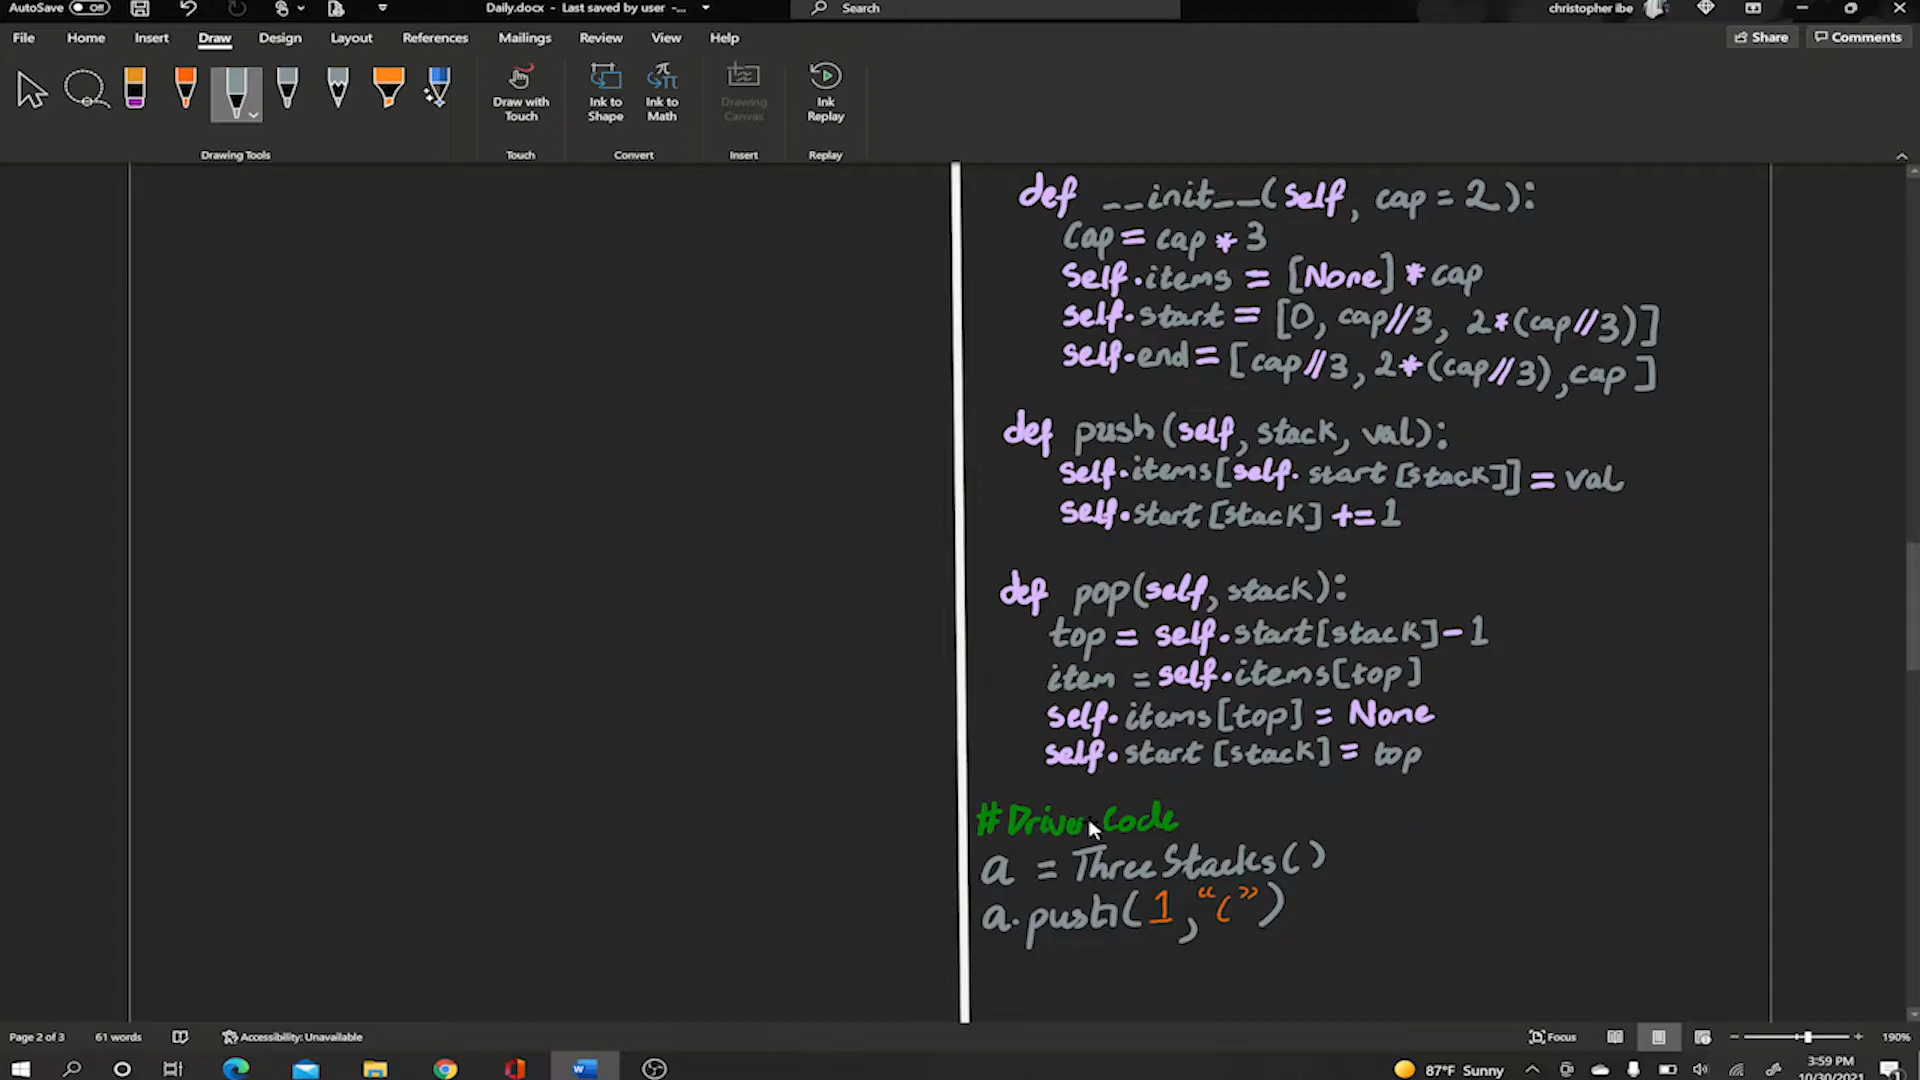 AutoSave Off
Daily.docx - Last saved by user -...
Search
christopher ibe
File Home Insert Draw Design Layout References Mailings Review View Help
Share Comments
Draw with Touch
Ink to Shape
Ink to Math
Drawing Canvas
Ink Replay
Drawing Tools Touch Convert Insert Replay
def __init__(self, cap = 2):
cap = cap * 3
self.items = [None] * cap
self.start = [0, cap//3, 2*(cap//3)]
self.end = [cap//3, 2*(cap//3), cap]
def push(self, stack, val):
self.items[self.start[stack]] = val
self.start[stack] += 1
def pop(self, stack):
top = self.start[stack] - 1
item = self.items[top]
self.items[top] = None
self.start[stack] = top
#Driver Code
a = ThreeStacks()
a.push(1, "(")
Page 2 of 3 61 words Accessibility: Unavailable Focus 190%
87°F Sunny
3:59 PM
10/30/2021